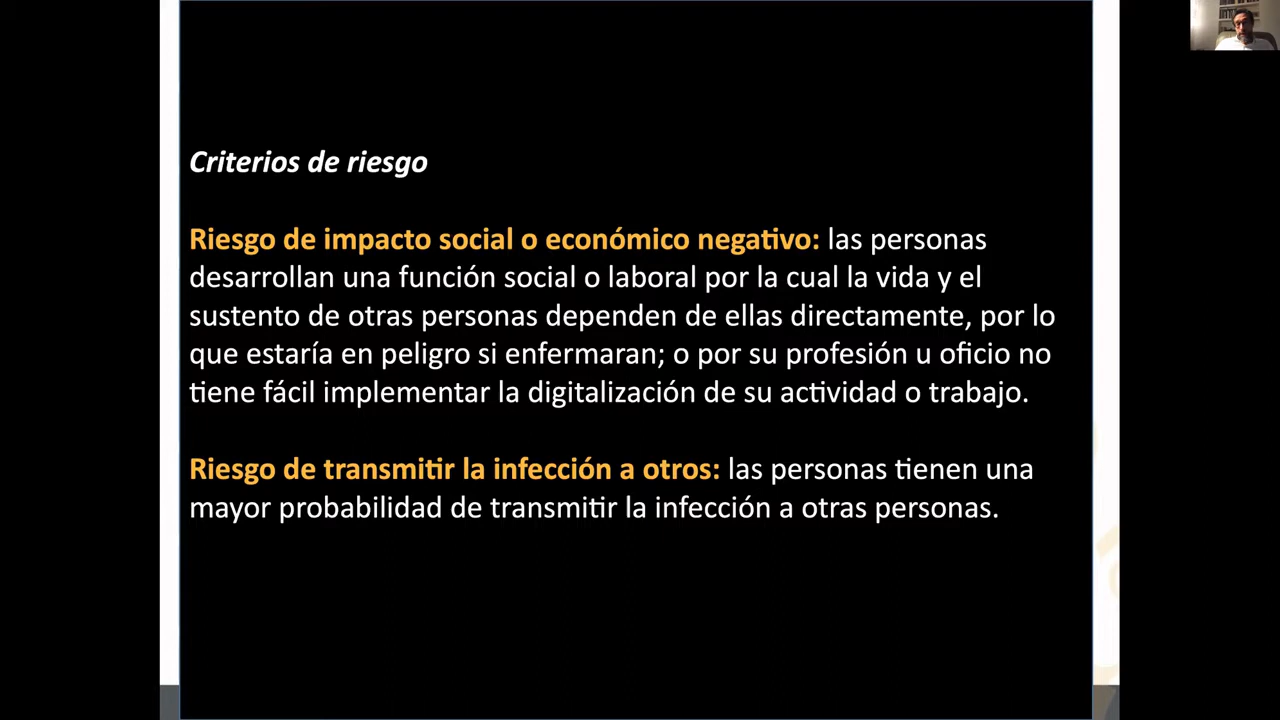 Criterios de riesgo
Riesgo de impacto social o económico negativo: las personas
desarrollan una función social o laboral por la cual la vida y el
sustento de otras personas dependen de ellas directamente, por lo
que estaría en peligro si enfermaran; o por su profesión u oficio no
tiene fácil implementar la digitalización de su actividad o trabajo.
Riesgo de transmitir la infección a otros: las personas tienen una
mayor probabilidad de transmitir la infección a otras personas.